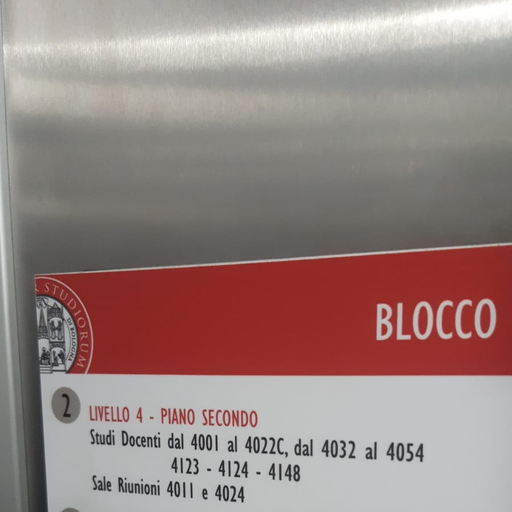 STUDIORUM
BLOCCO
2
LIVELLO 4 - PIANO SECONDO
Studi Docenti dal 4001 al 4022C, dal 4032 al 4054
4123 - 4124 - 4148
Sale Riunioni 4011 e 4024